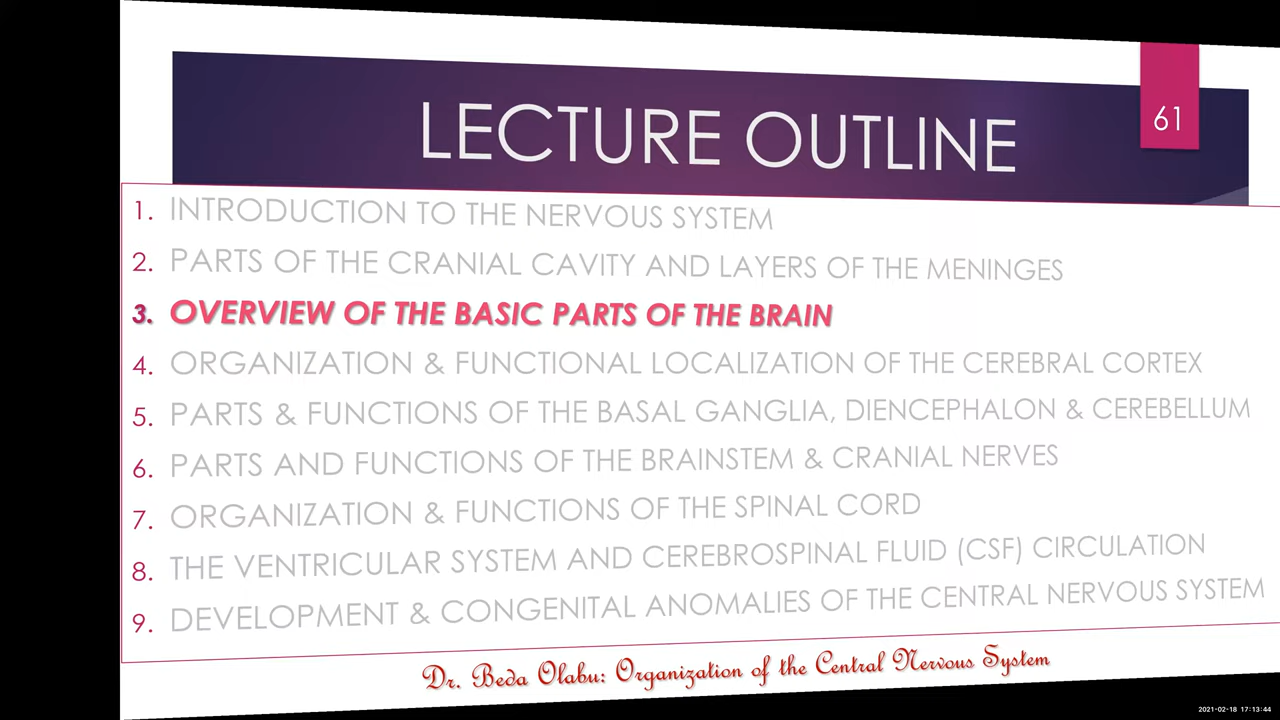 LECTURE OUTLINE
61
1. INTRODUCTION TO THE NERVOUS SYSTEM
2. PARTS OF THE CRANIAL CAVITY AND LAYERS OF THE MENINGES
3. OVERVIEW OF THE BASIC PARTS OF THE BRAIN
4. ORGANIZATION & FUNCTIONAL LOCALIZATION OF THE CEREBRAL CORTEX
5. PARTS & FUNCTIONS OF THE BASAL GANGLIA, DIENCEPHALON & CEREBELLUM
6. PARTS AND FUNCTIONS OF THE BRAINSTEM & CRANIAL NERVES
7. ORGANIZATION & FUNCTIONS OF THE SPINAL CORD
8. THE VENTRICULAR SYSTEM AND CEREBROSPINAL FLUID (CSF) CIRCULATION
9. DEVELOPMENT & CONGENITAL ANOMALIES OF THE CENTRAL NERVOUS SYSTEM
Dr. Beda Olabu: Organization of the Central Nervous System
2021-02-18 17:13:44